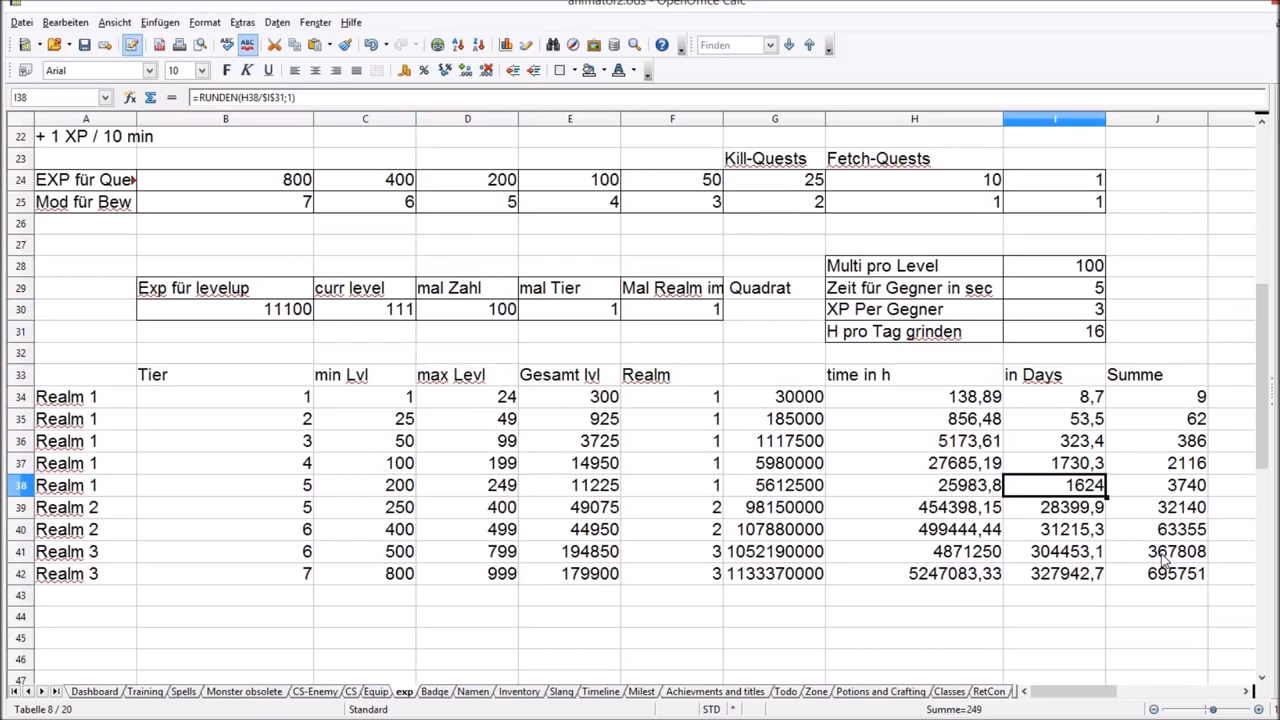 animator2.ods - OpenOffice Calc
Datei Bearbeiten Ansicht Einfügen Format Extras Daten Fenster Hilfe
Finden
Arial 10
I38 =RUNDEN(H38/$I$31;1)
A B C D E F G H I J
22 + 1 XP / 10 min
23 Kill-Quests Fetch-Quests
24 EXP für Que 800 400 200 100 50 25 10 1
25 Mod für Bew 7 6 5 4 3 2 1 1
26
27
28 Multi pro Level 100
29 Exp für levelup curr level mal Zahl mal Tier Mal Realm im Quadrat Zeit für Gegner in sec 5
30 11100 111 100 1 1 XP Per Gegner 3
31 H pro Tag grinden 16
32
33 Tier min Lvl max Levl Gesamt lvl Realm time in h in Days Summe
34 Realm 1 1 1 24 300 1 30000 138,89 8,7 9
35 Realm 1 2 25 49 925 1 185000 856,48 53,5 62
36 Realm 1 3 50 99 3725 1 1117500 5173,61 323,4 386
37 Realm 1 4 100 199 14950 1 5980000 27685,19 1730,3 2116
38 Realm 1 5 200 249 11225 1 5612500 25983,8 1624 3740
39 Realm 2 5 250 400 49075 2 98150000 454398,15 28399,9 32140
40 Realm 2 6 400 499 44950 2 107880000 499444,44 31215,3 63355
41 Realm 3 6 500 799 194850 3 1052190000 4871250 304453,1 367808
42 Realm 3 7 800 999 179900 3 1133370000 5247083,33 327942,7 695751
43
44
45
46
47
Dashboard Training Spells Monster obsolete CS-Enemy CS Equip exp Badge Namen Inventory Slang Timeline Milest Achievments and titles Todo Zone Potions and Crafting Classes RetCon
Tabelle 8 / 20 Standard STD * Summe=249